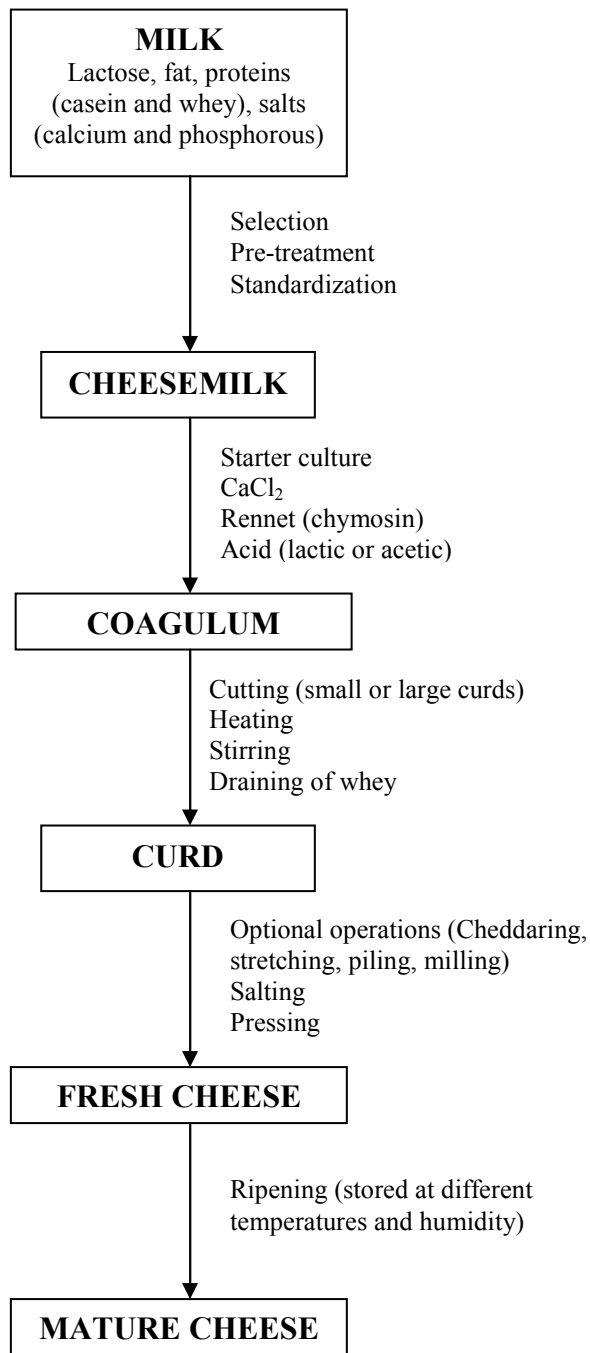 MILK
Lactose, fat, proteins
(casein and whey), salts
(calcium and phosphorous)
Selection
Pre-treatment
Standardization
CHEESEMILK
Starter culture
CaCl₂
Rennet (chymosin)
Acid (lactic or acetic)
COAGULUM
Cutting (small or large curds)
Heating
Stirring
Draining of whey
CURD
Optional operations (Cheddaring,
stretching, piling, milling)
Salting
Pressing
FRESH CHEESE
Ripening (stored at different
temperatures and humidity)
MATURE CHEESE